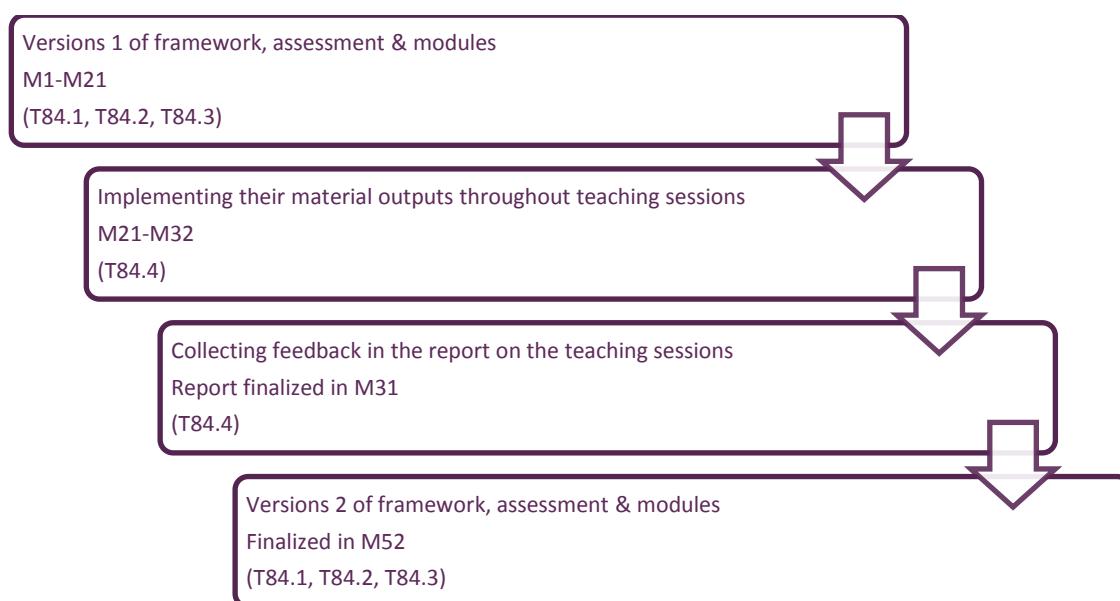 Versions 1 of framework, assessment & modules
M1-M21
(T84.1, T84.2, T84.3)
Implementing their material outputs throughout teaching sessions
M21-M32
(T84.4)
Collecting feedback in the report on the teaching sessions
Report finalized in M31
(T84.4)
Versions 2 of framework, assessment & modules
Finalized in M52
(T84.1, T84.2, T84.3)